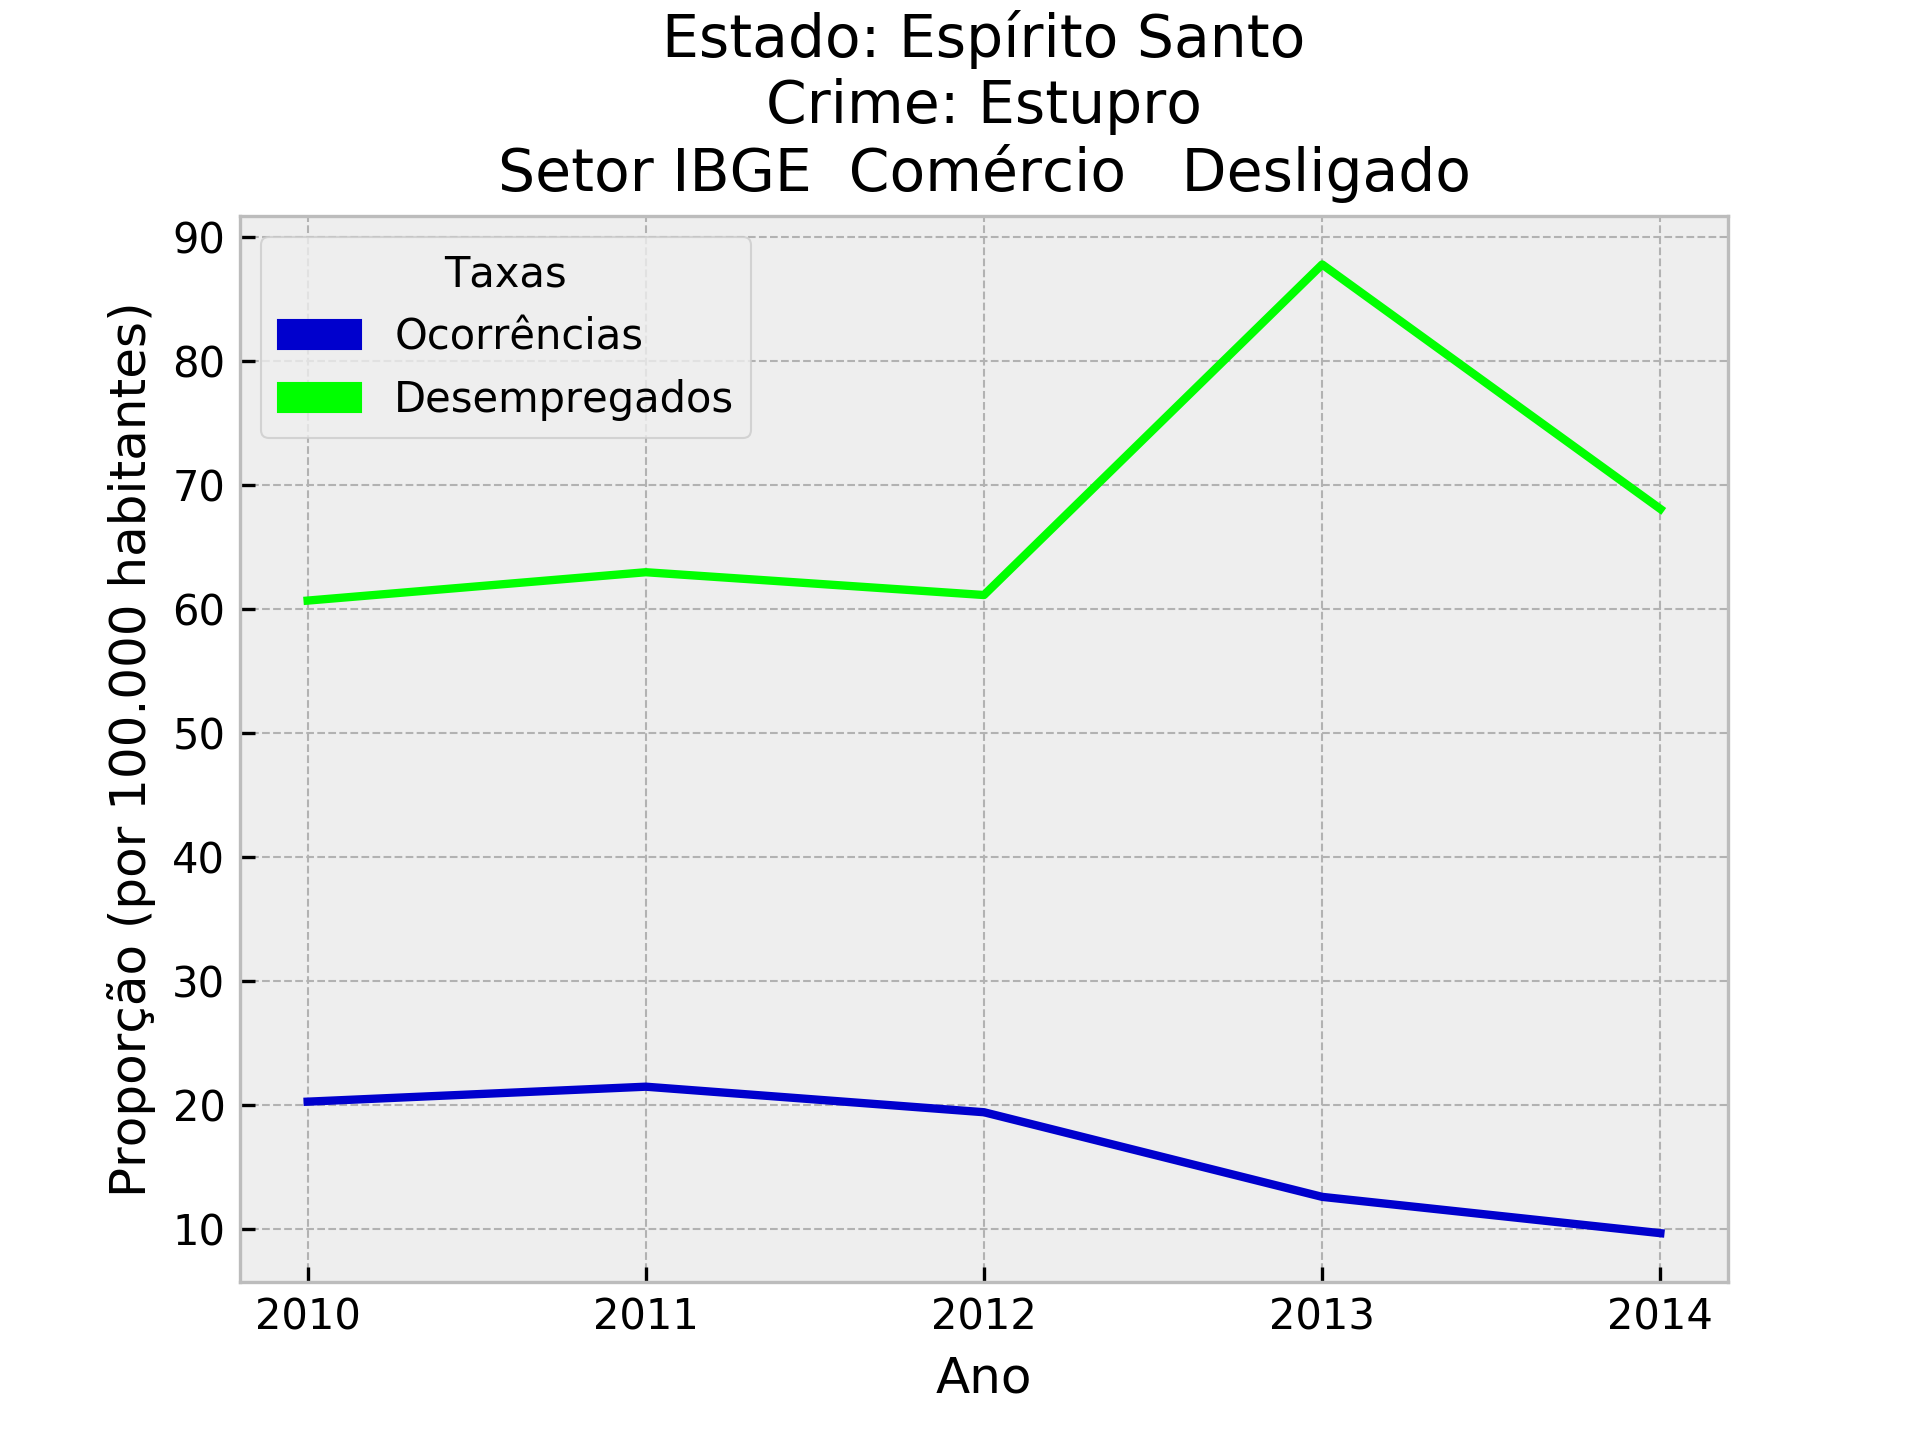 Estado: Espírito Santo
Crime: Estupro
Setor IBGE  Comércio   Desligado
Proporção (por 100.000 habitantes)
90
80
70
60
50
40
30
20
10
Taxas
Ocorrências
Desempregados
2010 2011 2012 2013 2014
Ano